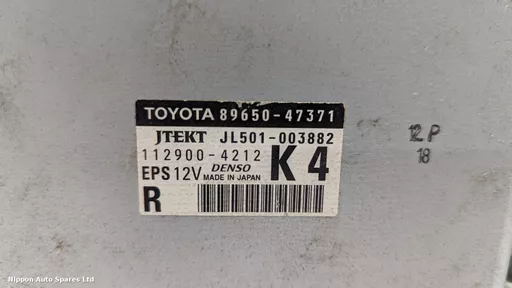 TOYOTA 89650-47371
JTEKT JL501-003882
112900-4212 K4
EPS 12V DENSO MADE IN JAPAN
R
12 P
18
Nippon Auto Spares Ltd